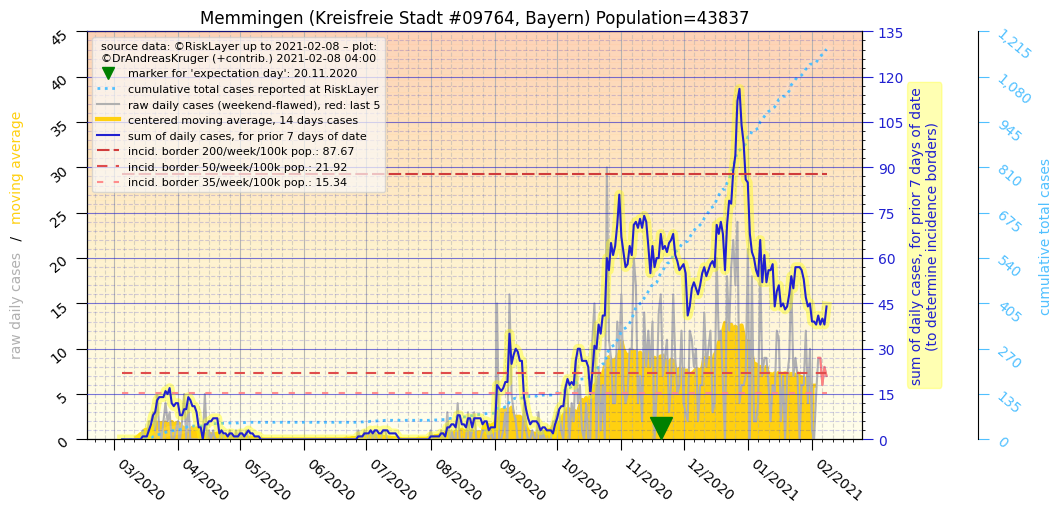 Memmingen (Kreisfreie Stadt #09764, Bayern) Population=43837
source data: ©RiskLayer up to 2021-02-08 – plot:
©DrAndreasKruger (+contrib.) 2021-02-08 04:00
marker for 'expectation day': 20.11.2020
cumulative total cases reported at RiskLayer
raw daily cases (weekend-flawed), red: last 5
centered moving average, 14 days cases
sum of daily cases, for prior 7 days of date
incid. border 200/week/100k pop.: 87.67
incid. border 50/week/100k pop.: 21.92
incid. border 35/week/100k pop.: 15.34
raw daily cases / moving average
45
40
35
30
25
20
15
10
5
0
03/2020
04/2020
05/2020
06/2020
07/2020
08/2020
09/2020
10/2020
11/2020
12/2020
01/2021
02/2021
135
120
105
90
75
60
45
30
15
0
sum of daily cases, for prior 7 days of date
(to determine incidence borders)
1,215
1,080
945
810
675
540
405
270
135
0
cumulative total cases